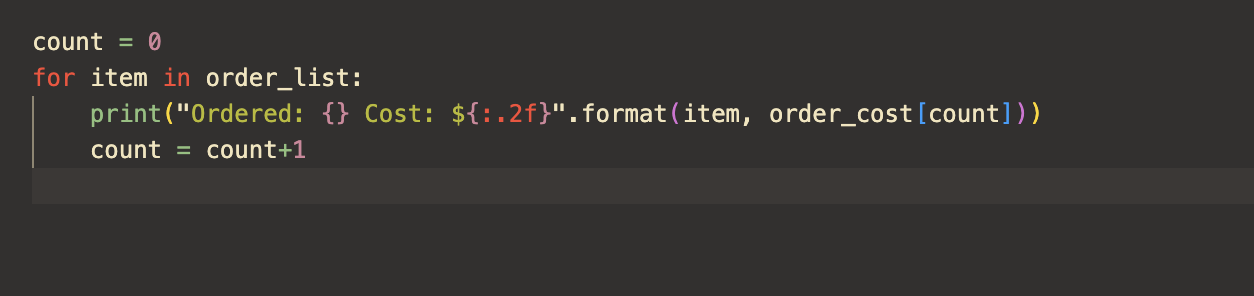 count = 0
for item in order_list:
    print("Ordered: {} Cost: ${:.2f}".format(item, order_cost[count]))
    count = count+1